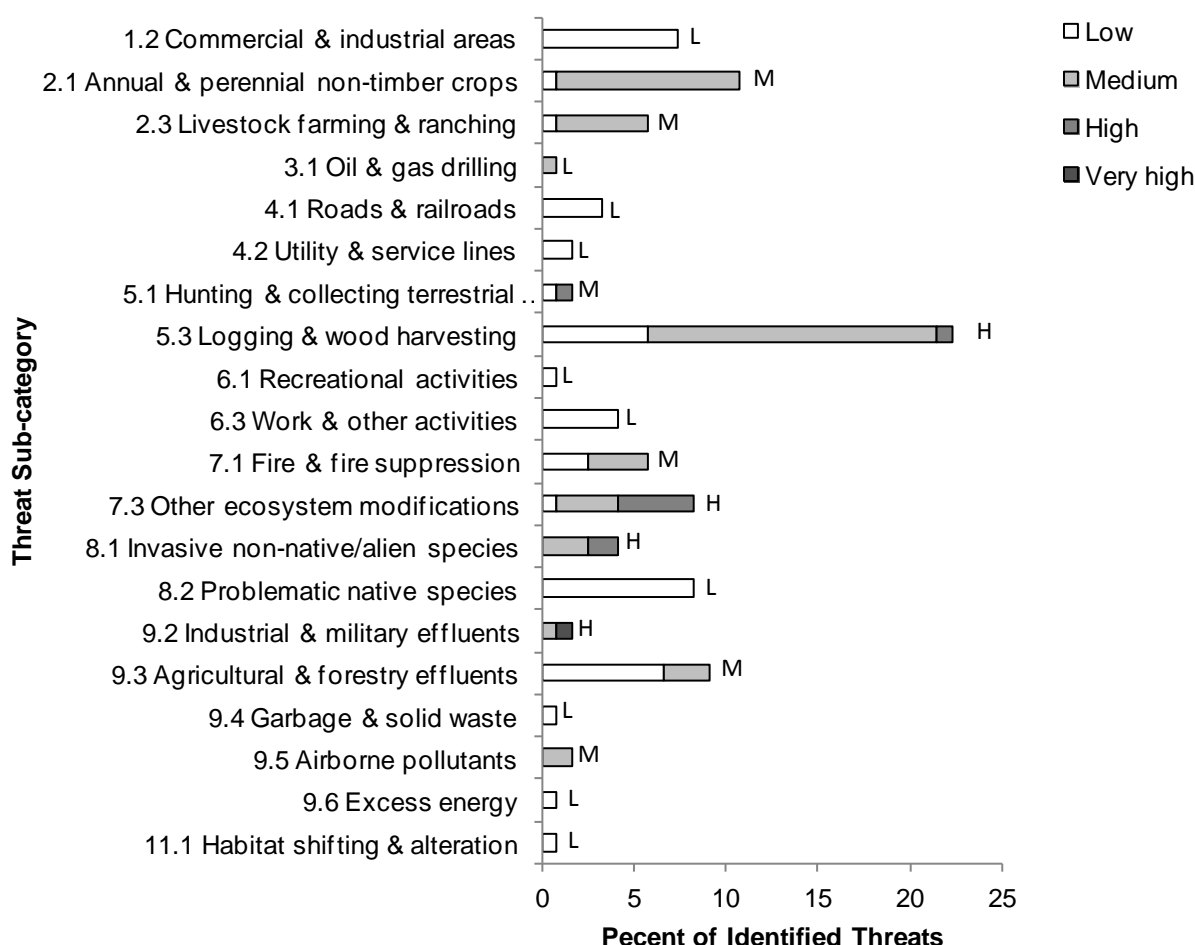 1.2 Commercial & industrial areas L
2.1 Annual & perennial non-timber crops M
2.3 Livestock farming & ranching M
3.1 Oil & gas drilling L
4.1 Roads & railroads L
4.2 Utility & service lines L
5.1 Hunting & collecting terrestrial .. M
5.3 Logging & wood harvesting H
6.1 Recreational activities L
6.3 Work & other activities L
7.1 Fire & fire suppression M
7.3 Other ecosystem modifications H
8.1 Invasive non-native/alien species H
8.2 Problematic native species L
9.2 Industrial & military effluents H
9.3 Agricultural & forestry effluents M
9.4 Garbage & solid waste L
9.5 Airborne pollutants M
9.6 Excess energy L
11.1 Habitat shifting & alteration L
Threat Sub-category
0 5 10 15 20 25
Pecent of Identified Threats
Low
Medium
High
Very high